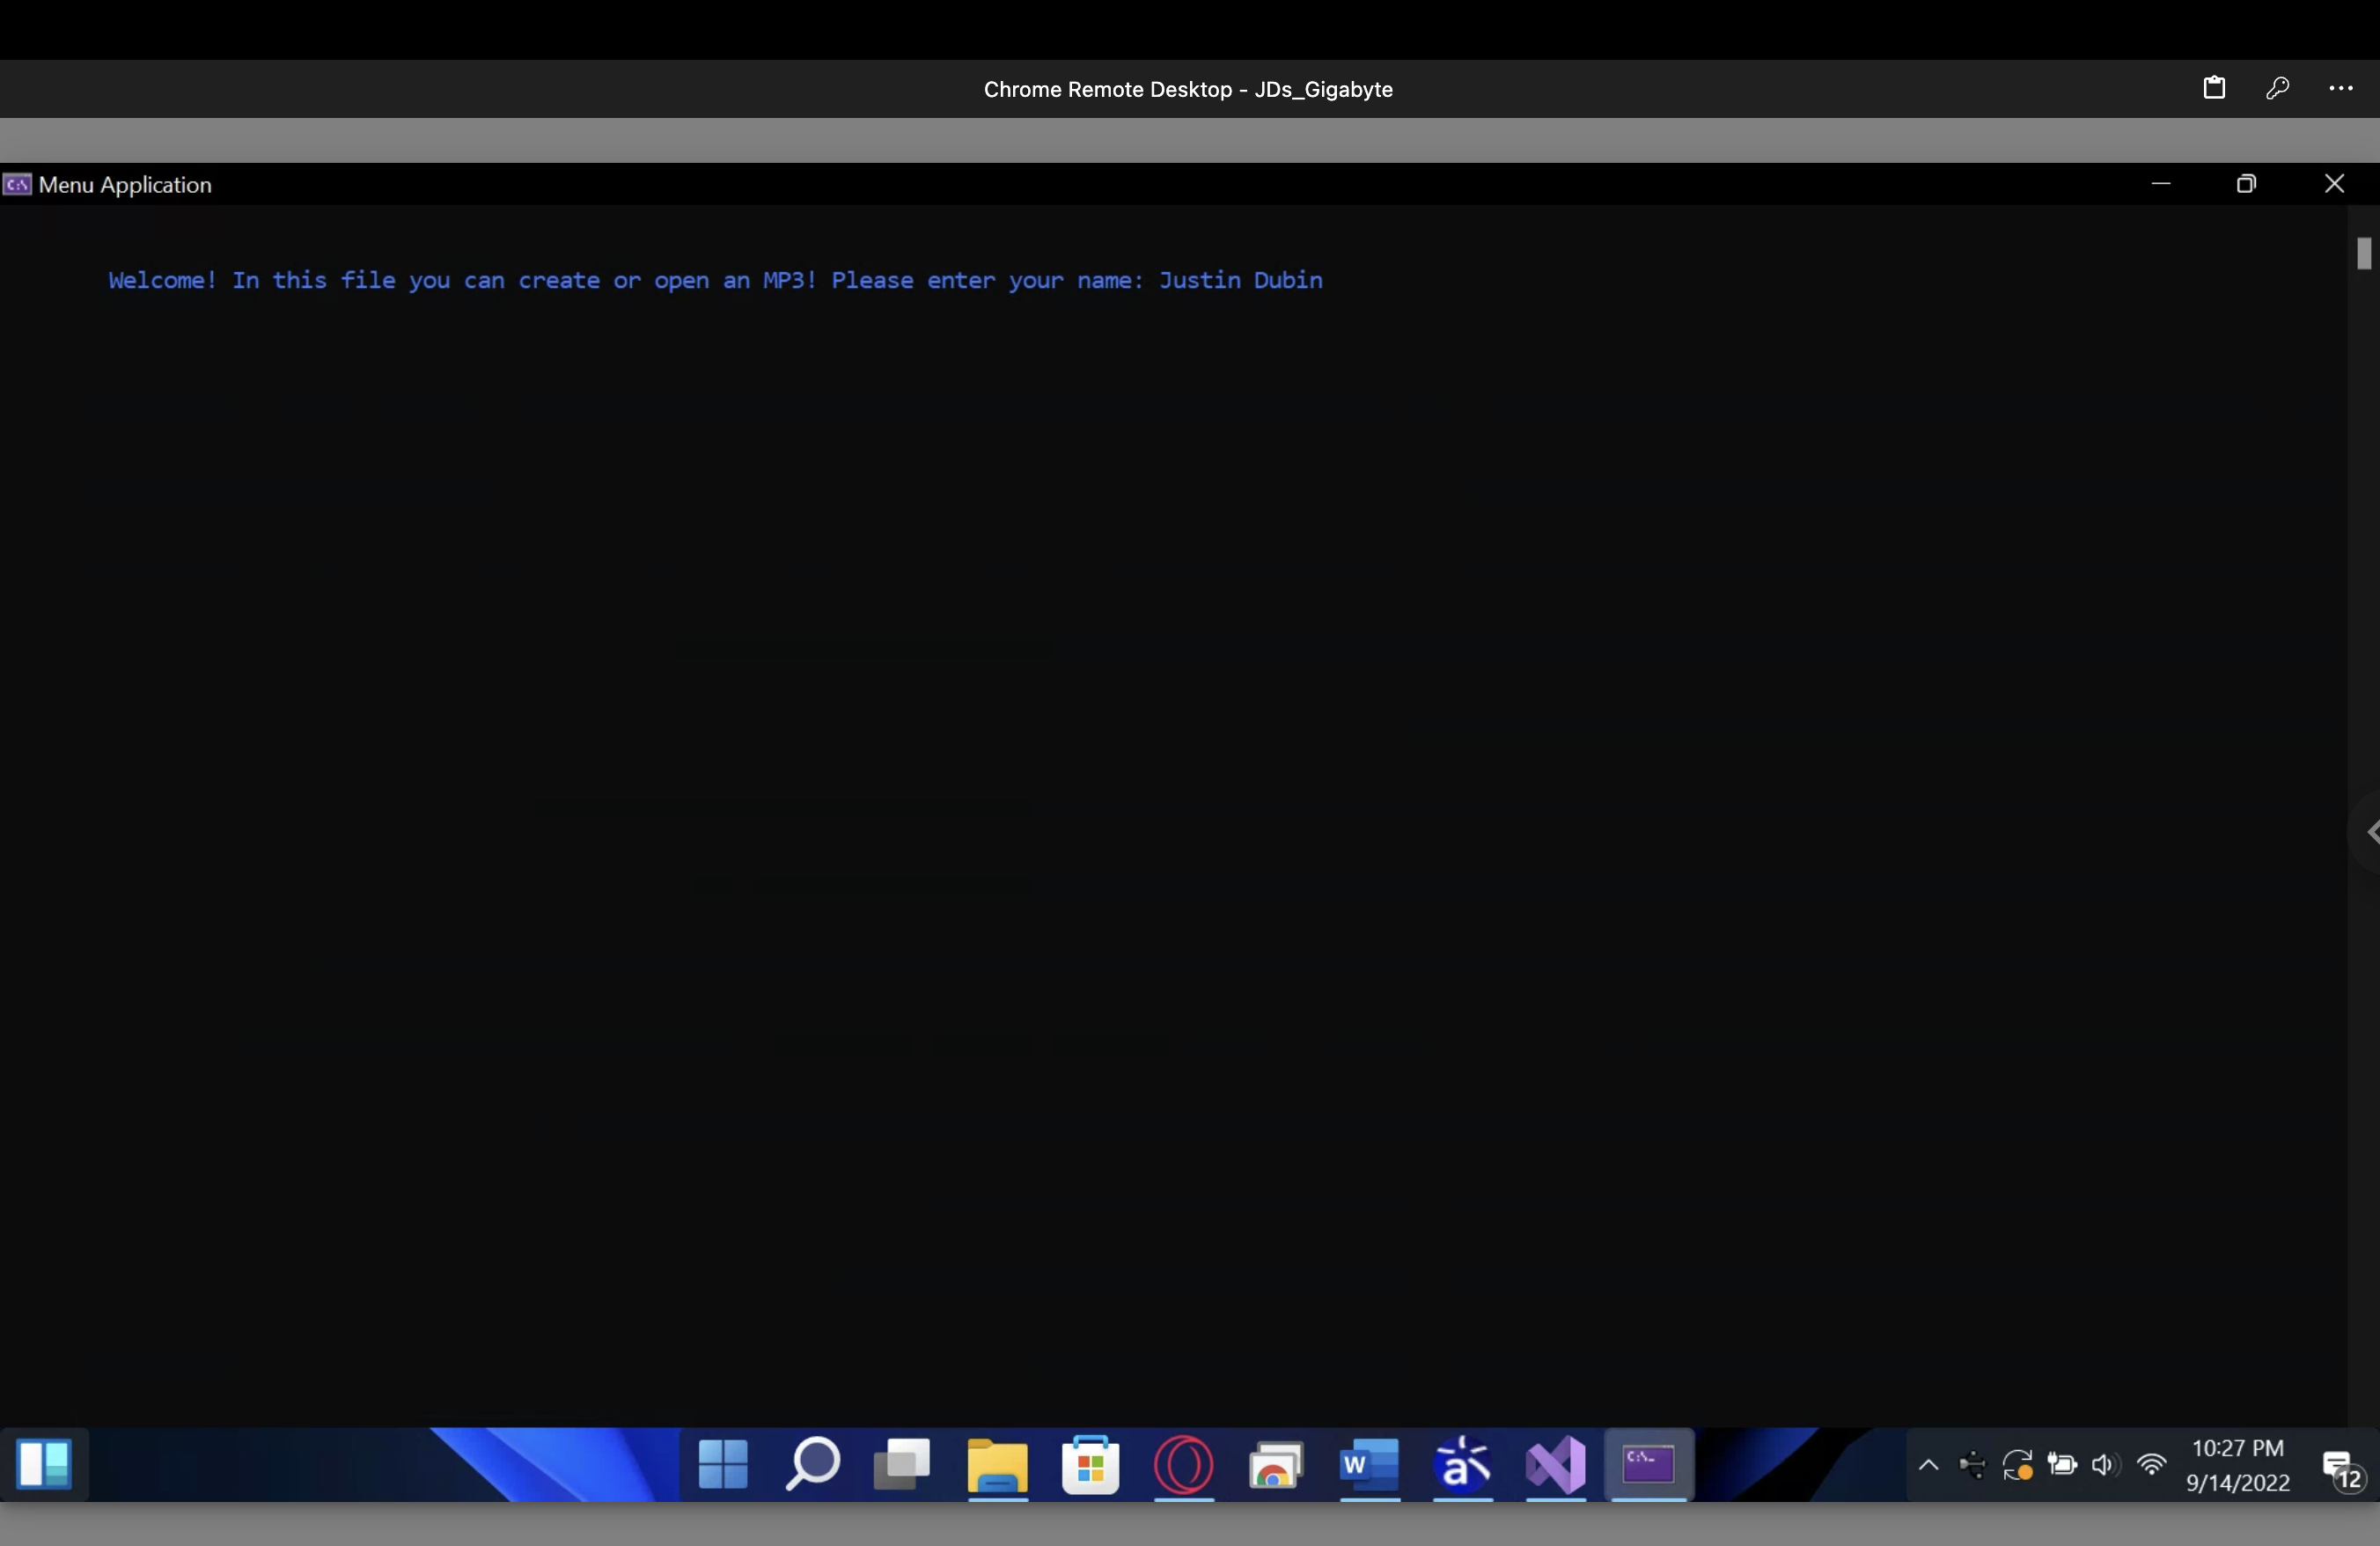 Chrome Remote Desktop - JDs_Gigabyte
Menu Application
Welcome! In this file you can create or open an MP3! Please enter your name: Justin Dubin
10:27 PM
9/14/2022
12